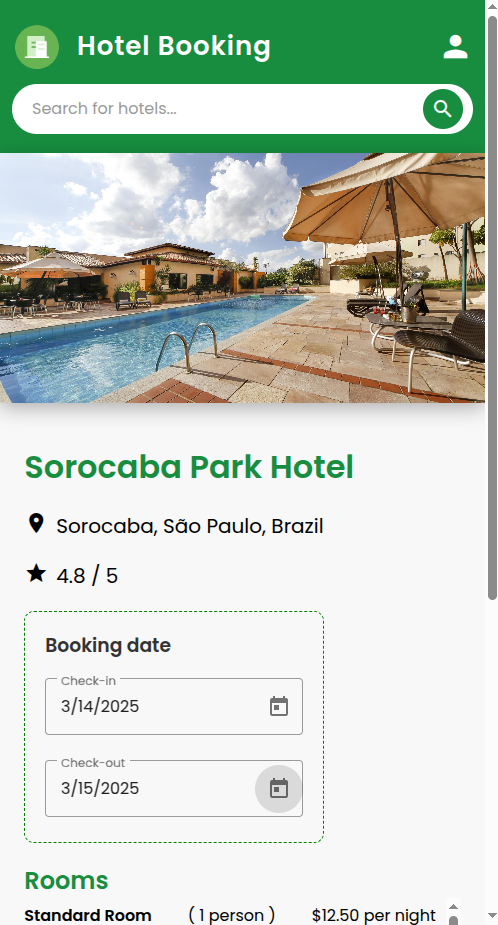 Hotel Booking
Search for hotels...
Sorocaba Park Hotel
Sorocaba, São Paulo, Brazil
4.8 / 5
Booking date
Check-in
3/14/2025
Check-out
3/15/2025
Rooms
Standard Room ( 1 person ) $12.50 per night